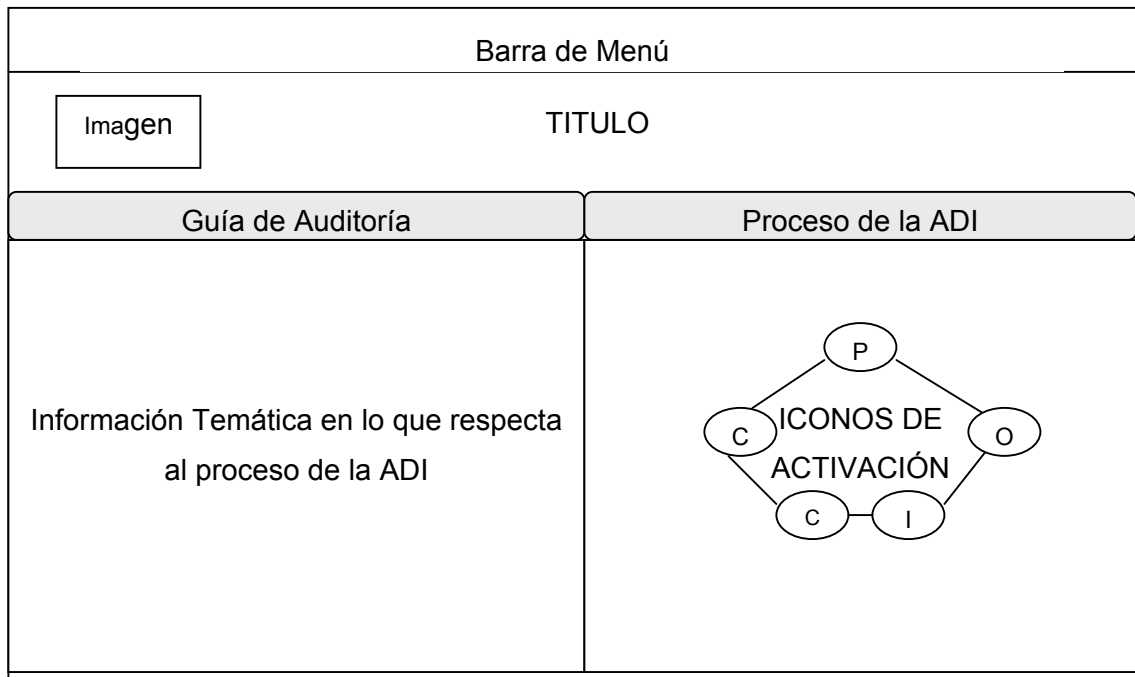 Barra de Menú
Imagen
TITULO
Guía de Auditoría
Proceso de la ADI
Información Temática en lo que respecta
al proceso de la ADI
P
C
ICONOS DE
O
ACTIVACIÓN
C
I